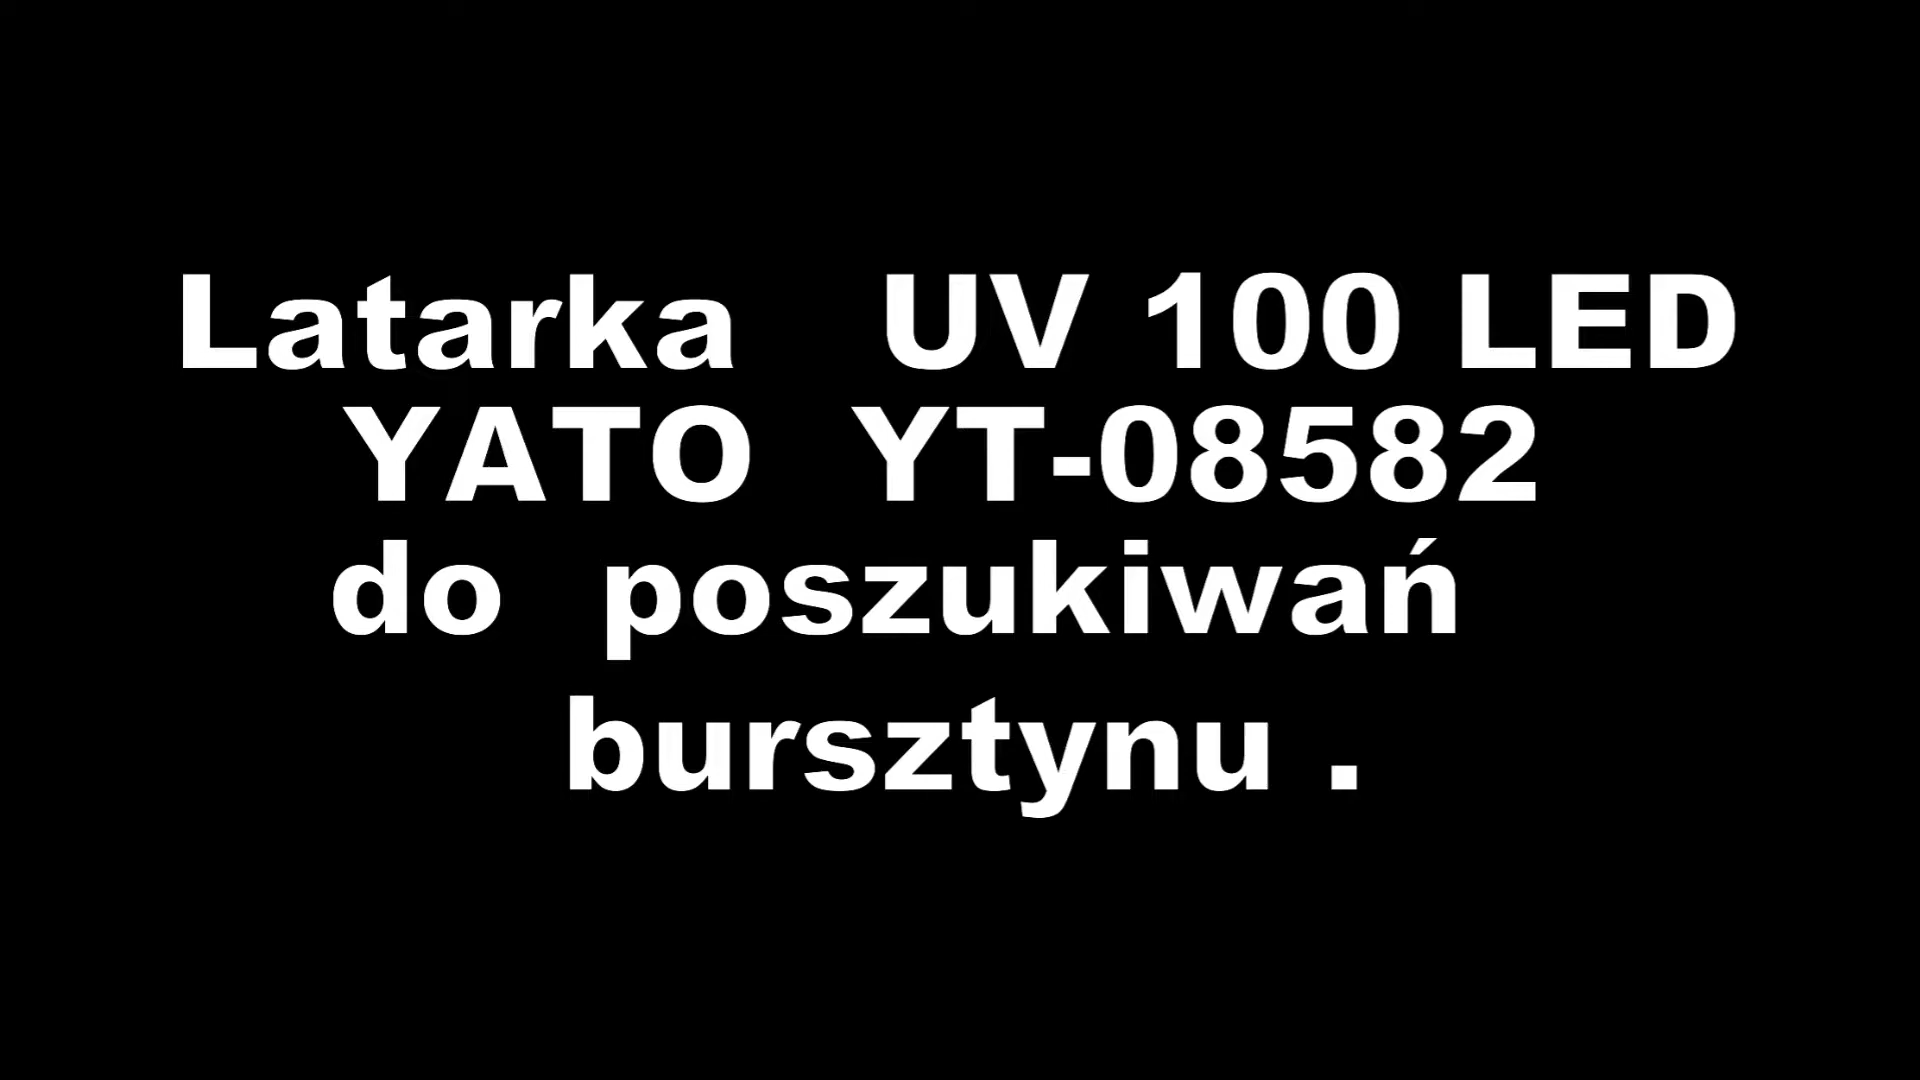 Latarka UV 100 LED
YATO YT-08582
do poszukiwań
bursztynu .